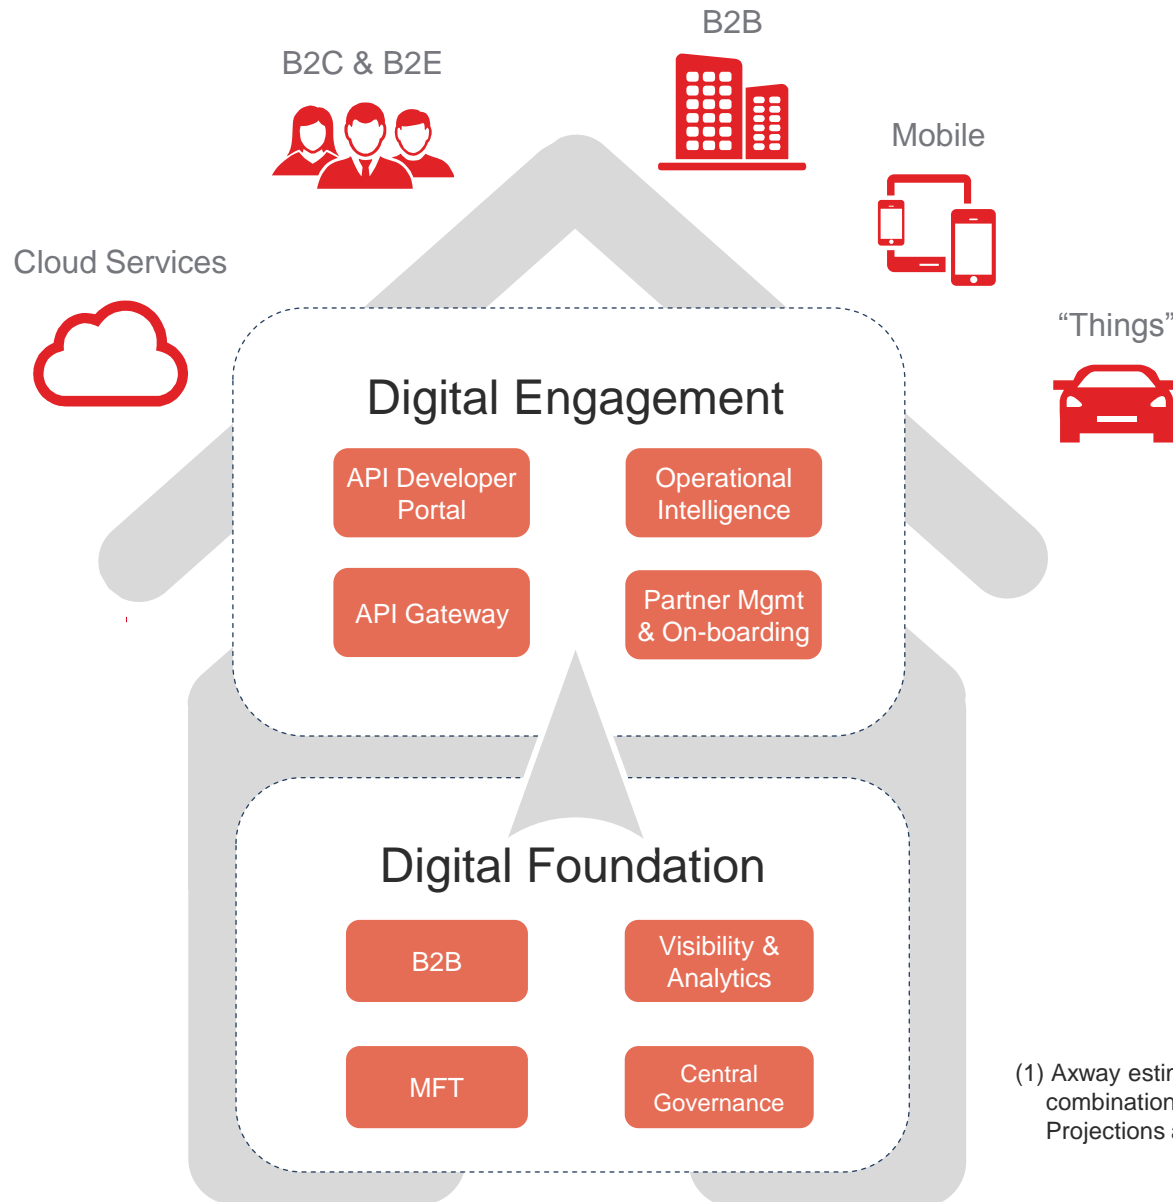 B2B
B2C & B2E
Mobile
Cloud Services
“Things”
Digital Engagement
API Developer
Portal
Operational
Intelligence
API Gateway
Partner Mgmt
& On-boarding
Digital Foundation
B2B
Visibility &
Analytics
MFT
Central
Governance
(1) Axway
combination
Projections